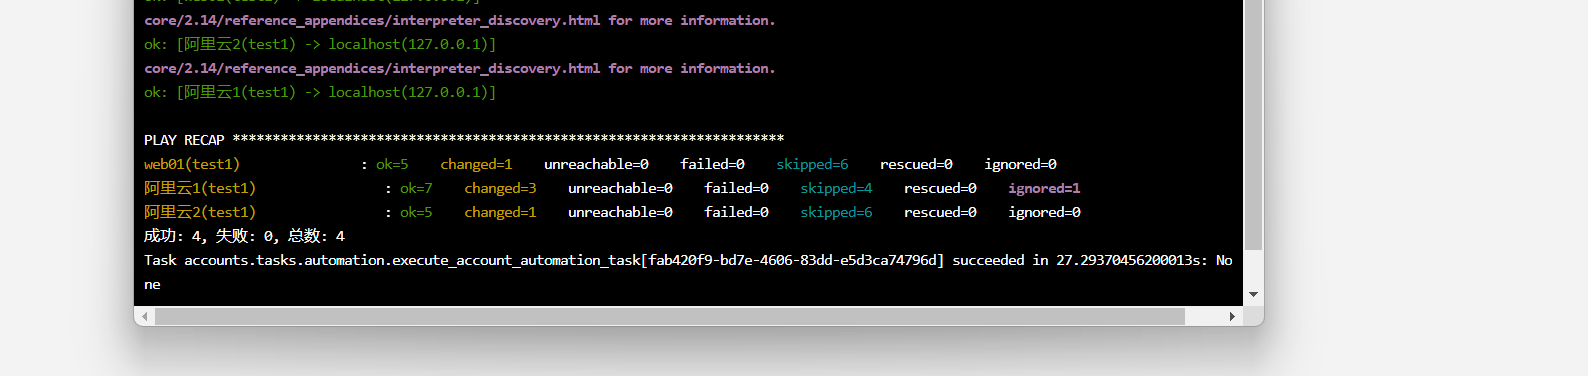 core/2.14/reference_appendices/interpreter_discovery.html for more information.
ok: [阿里云2(test1) -> localhost(127.0.0.1)]
core/2.14/reference_appendices/interpreter_discovery.html for more information.
ok: [阿里云1(test1) -> localhost(127.0.0.1)]
PLAY RECAP *********************************************************************
web01(test1) : ok=5 changed=1 unreachable=0 failed=0 skipped=6 rescued=0 ignored=0
阿里云1(test1) : ok=7 changed=3 unreachable=0 failed=0 skipped=4 rescued=0 ignored=1
阿里云2(test1) : ok=5 changed=1 unreachable=0 failed=0 skipped=6 rescued=0 ignored=0
成功: 4, 失败: 0, 总数: 4
Task accounts.tasks.automation.execute_account_automation_task[fab420f9-bd7e-4606-83dd-e5d3ca74796d] succeeded in 27.29370456200013s: No
ne